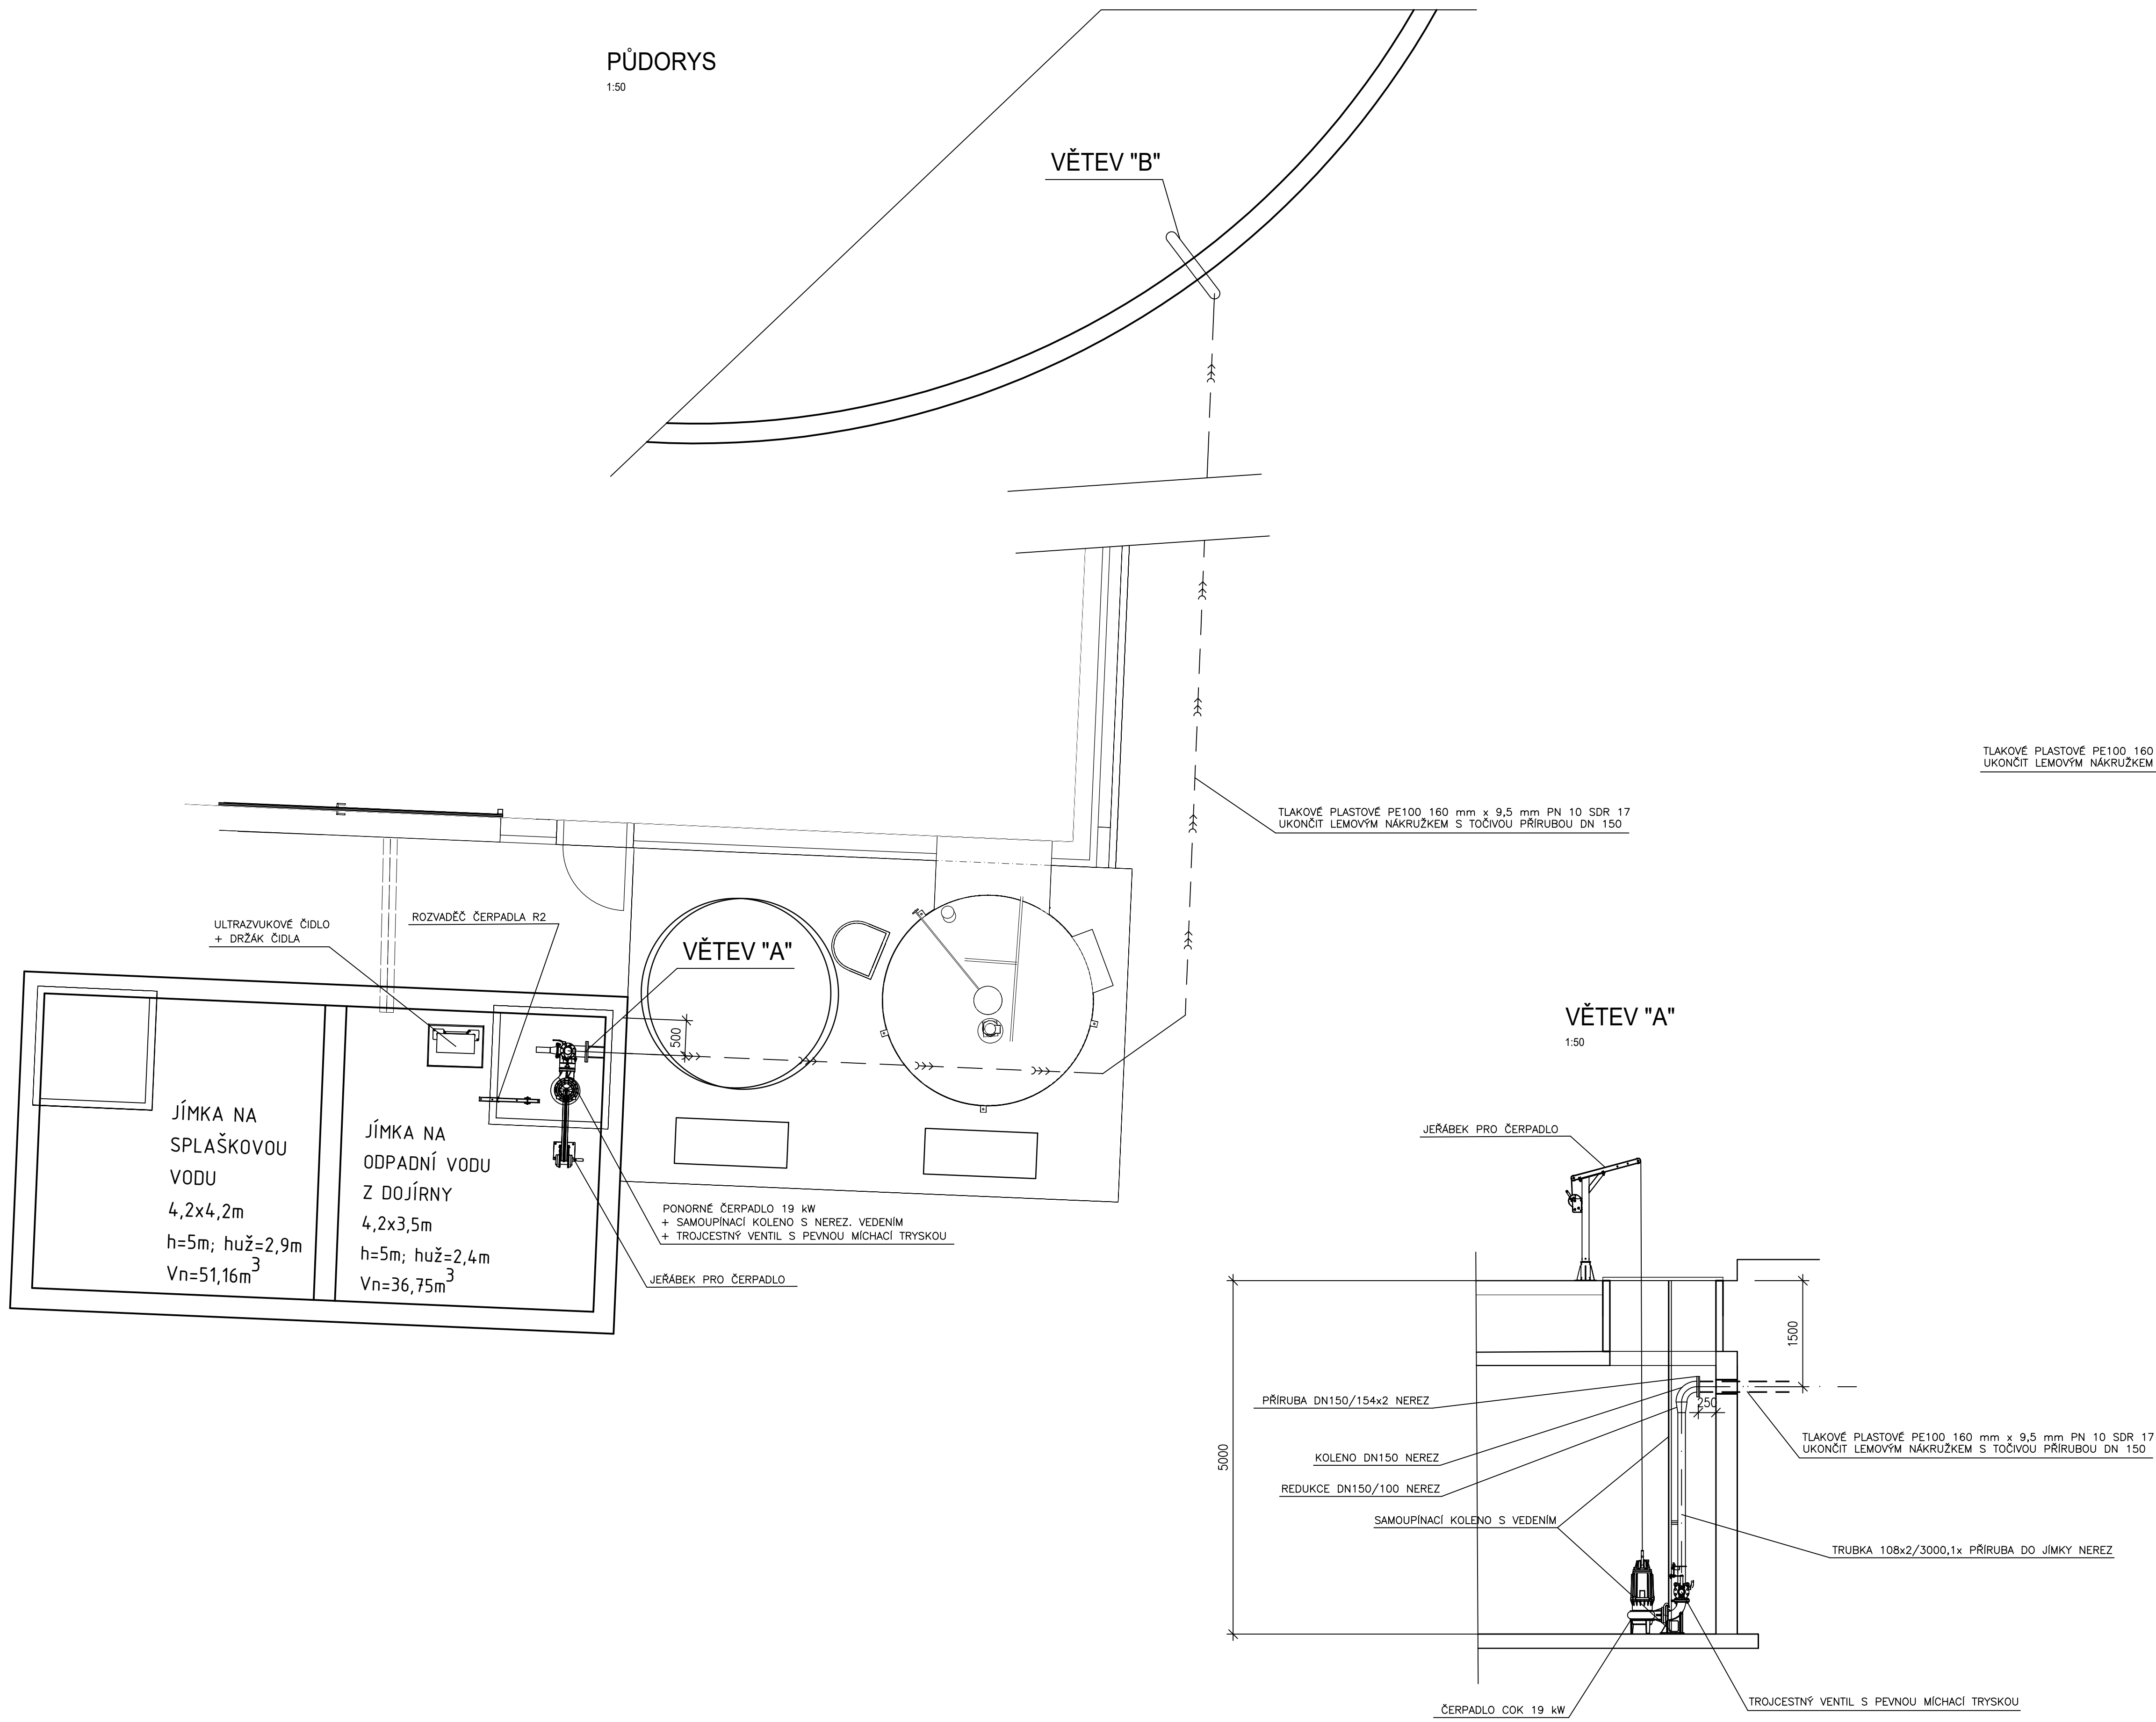 PŮDORYS
1:50
VĚTEV "B"
TLAKOVÉ PLASTOVÉ PE100 160
UKONČIT LEMOVÝM NÁKRUŽKEM
TLAKOVÉ PLASTOVÉ PE100 160 mm x 9,5 mm PN 10 SDR 17
UKONČIT LEMOVÝM NÁKRUŽKEM S TOČIVOU PŘÍRUBOU DN 150
ULTRAZVUKOVÉ ČIDLO
+ DRŽÁK ČIDLA
ROZVADĚČ ČERPADLA R2
VĚTEV "A"
500
JÍMKA NA
SPLAŠKOVOU
VODU
4,2x4,2m
h=5m; huž=2,9m
Vn=51,16m3
JÍMKA NA
ODPADNÍ VODU
Z DOJÍRNY
4,2x3,5m
h=5m; huž=2,4m
Vn=36,75m3
PONORNÉ ČERPADLO 19 kW
+ SAMOUPÍNACÍ KOLENO S NEREZ. VEDENÍM
+ TROJCESTNÝ VENTIL S PEVNOU MÍCHACÍ TRYSKOU
JEŘÁBEK PRO ČERPADLO
VĚTEV "A"
1:50
JEŘÁBEK PRO ČERPADLO
1500
PŘÍRUBA DN150/154x2 NEREZ
250
5000
TLAKOVÉ PLASTOVÉ PE100 160 mm x 9,5 mm PN 10 SDR 17
UKONČIT LEMOVÝM NÁKRUŽKEM S TOČIVOU PŘÍRUBOU DN 150
KOLENO DN150 NEREZ
REDUKCE DN150/100 NEREZ
SAMOUPÍNACÍ KOLENO S VEDENÍM
TRUBKA 108x2/3000,1x PŘÍRUBA DO JÍMKY NEREZ
TROJCESTNÝ VENTIL S PEVNOU MÍCHACÍ TRYSKOU
ČERPADLO COK 19 kW